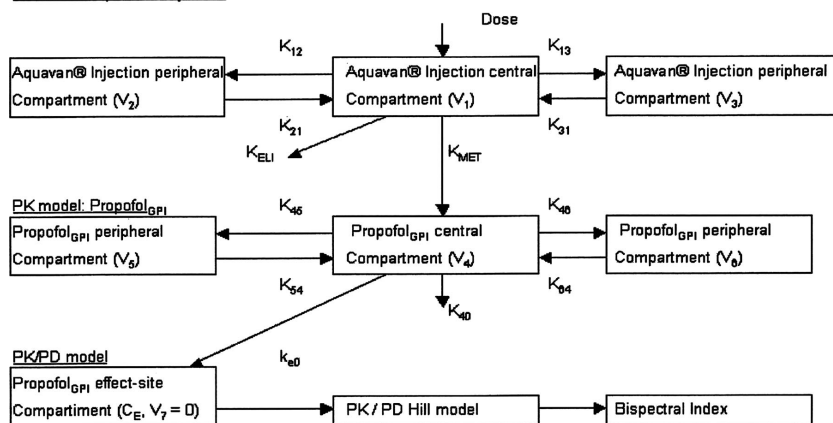 Dose
K12 K13
Aquavan® Injection peripheral Aquavan® Injection central Aquavan® Injection peripheral
Compartment (V2) Compartment (V1) Compartment (V3)
K21 K31
KELI KMET
PK model: PropofolGPI K45 K46
PropofolGPI peripheral PropofolGPI central PropofolGPI peripheral
Compartment (V5) Compartment (V4) Compartment (V6)
K54 K64
K40
PK/PD model ke0
PropofolGPI effect-site
Compartiment (CE, V7 = 0) PK / PD Hill model Bispectral Index